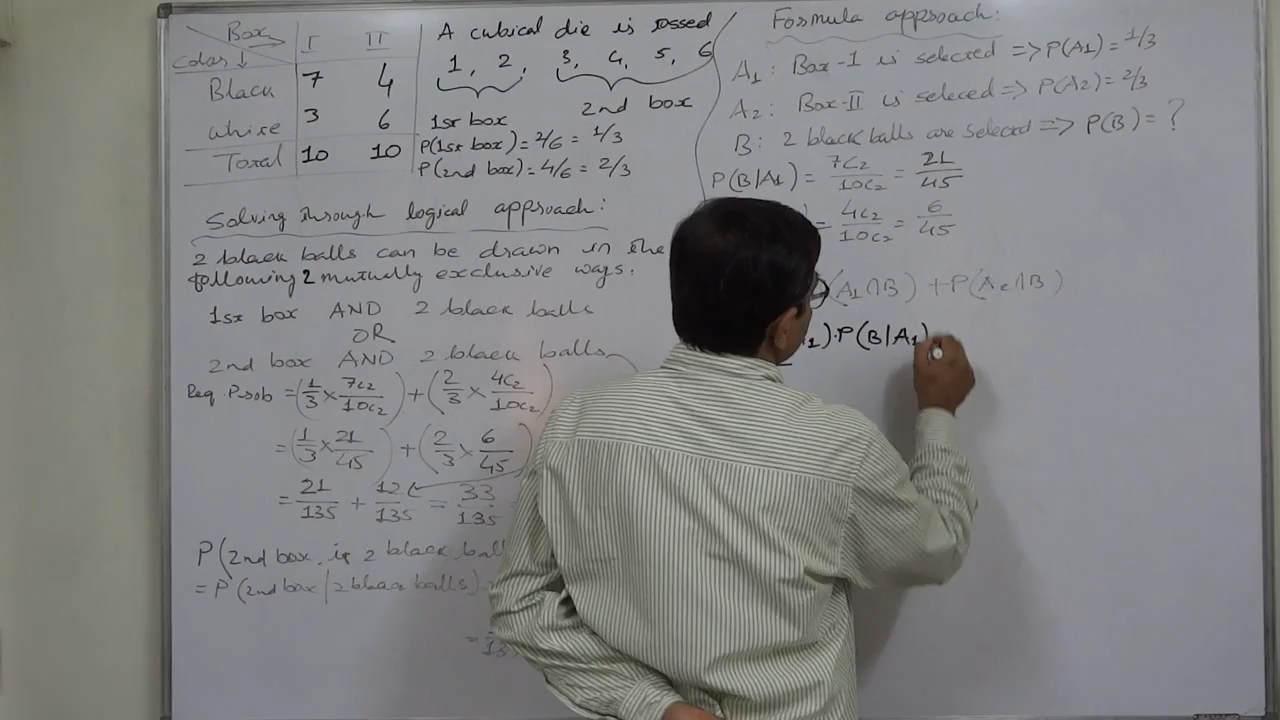 Box → I II
Color ↓
Black 7 4
White 3 6
Total 10 10
A cubical die is tossed
1, 2, 3, 4, 5, 6
1st box 2nd box
P(1st box) = 2/6 = 1/3
P(2nd box) = 4/6 = 2/3
Solving through logical approach:
2 black balls can be drawn in the
following 2 mutually exclusive ways.
1st box AND 2 black balls
OR
2nd box AND 2 black balls
Req Prob = (1/3 × 7C2/10C2) + (2/3 × 4C2/10C2)
= (1/3 × 21/45) + (2/3 × 6/45)
= 21/135 + 12/135 = 33/135
P(2nd box, if 2 black ball
= P(2nd box | 2 black balls)
=
Formula approach:
A1: Box-I is selected => P(A1) = 1/3
A2: Box-II is seleced => P(A2) = 2/3
B: 2 black balls are selected => P(B) = ?
P(B|A1) = 7C2/10C2 = 21/45
= 4C2/10C2 = 6/45
(A1∩B) + P(A2∩B)
1).P(B|A1)